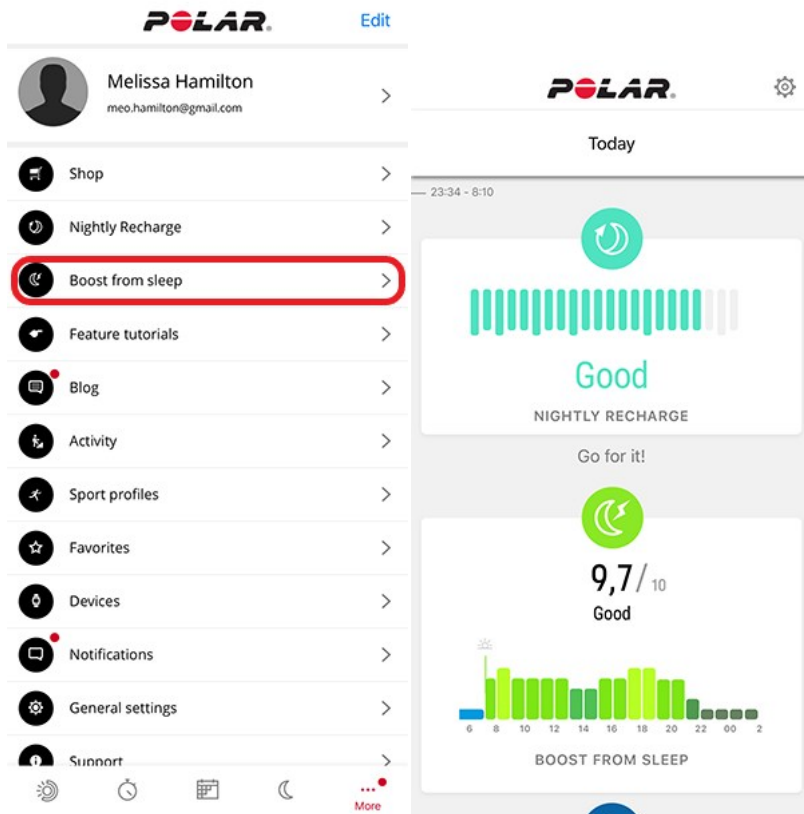 POLAR.
Edit
Melissa Hamilton
meo.hamilton@gmail.com
Shop
Nightly Recharge
Boost from sleep
Feature tutorials
Blog
Activity
Sport profiles
Favorites
Devices
Notifications
General settings
Support
More
POLAR.
Today
23:34 - 8:10
Good
NIGHTLY RECHARGE
Go for it!
9,7/ 10
Good
6 8 10 12 14 16 18 20 22 00 2
BOOST FROM SLEEP